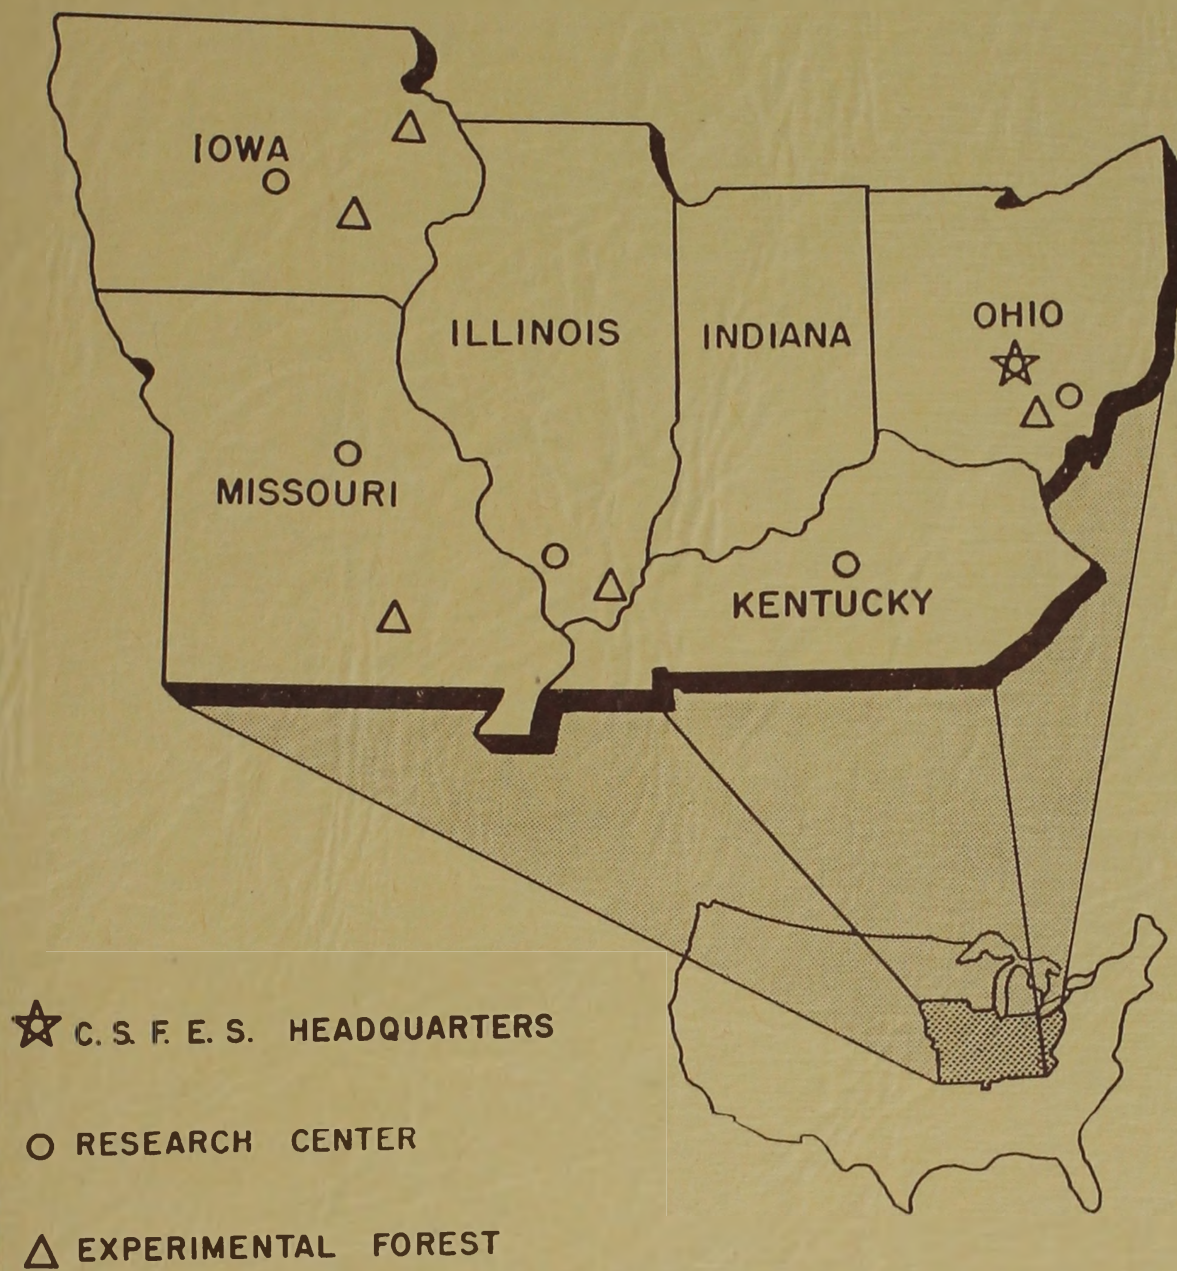 IOWA
ILLINOIS
INDIANA
OHIO
MISSOURI
KENTUCKY
C. S. F. E. S. HEADQUARTERS
RESEARCH CENTER
EXPERIMENTAL FOREST